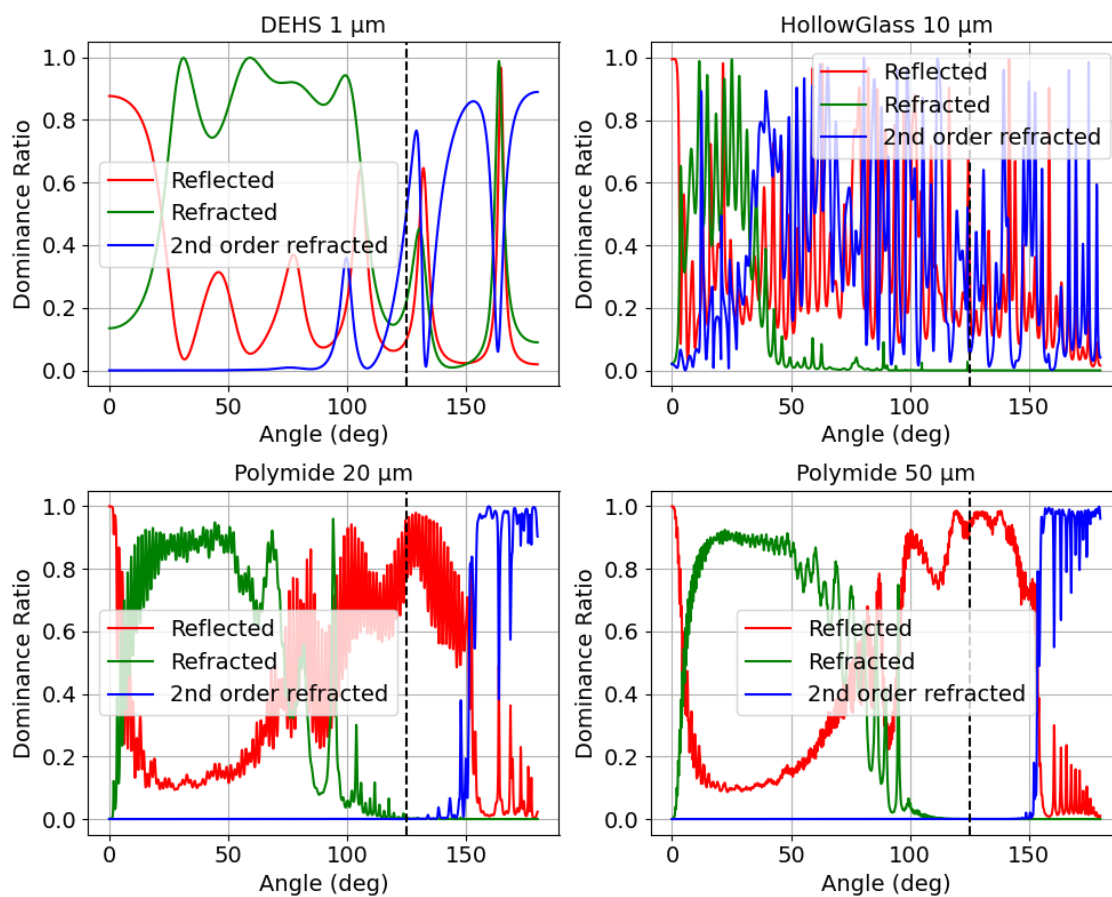 DEHS 1 µm
Dominance Ratio
1.0
0.8
0.6
0.4
0.2
0.0
Reflected
Refracted
2nd order refracted
0
50
100
150
Angle (deg)
HollowGlass 10 µm
Dominance Ratio
1.0
0.8
0.6
0.4
0.2
0.0
Reflected
Refracted
2nd order refracted
0
50
100
150
Angle (deg)
Polymide 20 µm
Dominance Ratio
1.0
0.8
0.6
0.4
0.2
0.0
Reflected
Refracted
2nd order refracted
0
50
100
150
Angle (deg)
Polymide 50 µm
Dominance Ratio
1.0
0.8
0.6
0.4
0.2
0.0
Reflected
Refracted
2nd order refracted
0
50
100
150
Angle (deg)